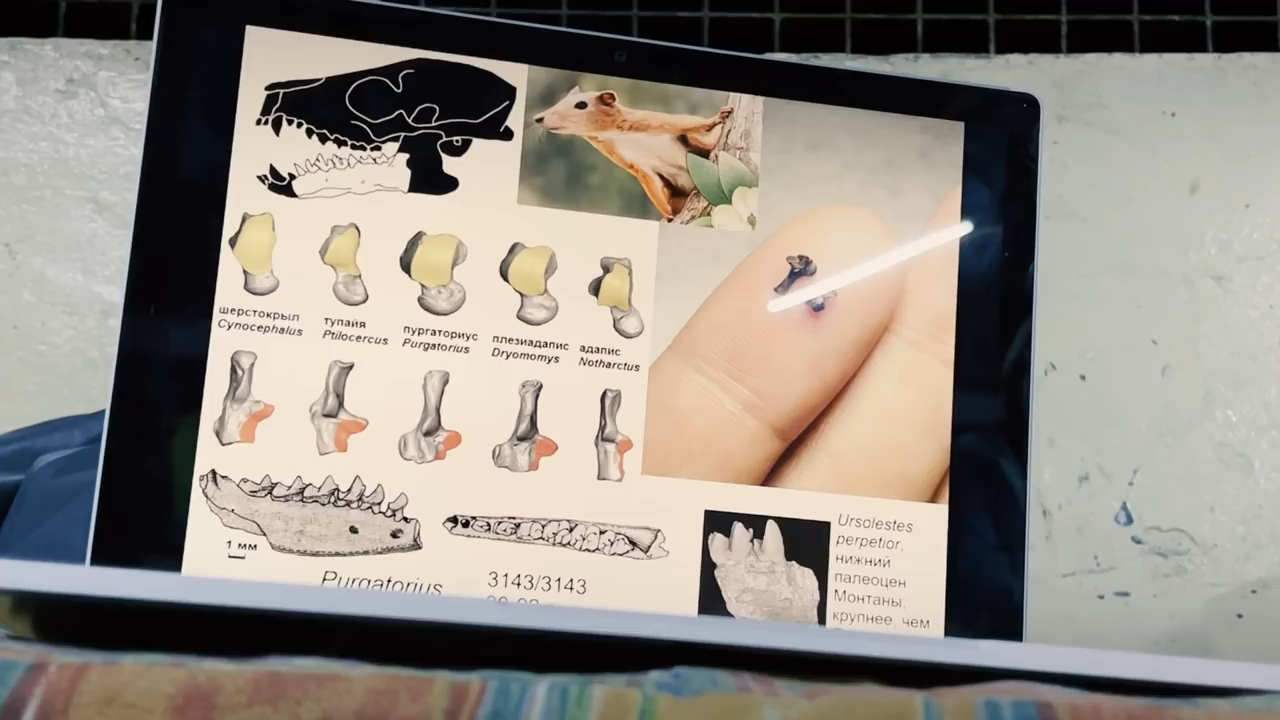 шерстокрыл
Cynocephalus
тупайя
Ptilocercus
пургаториус
Purgatorius
плезиадапис
Dryomomys
адапис
Notharctus
1 мм
Purgatorius
3143/3143
Ursolestes
perpetior,
нижний
палеоцен
Монтаны,
крупнее, чем